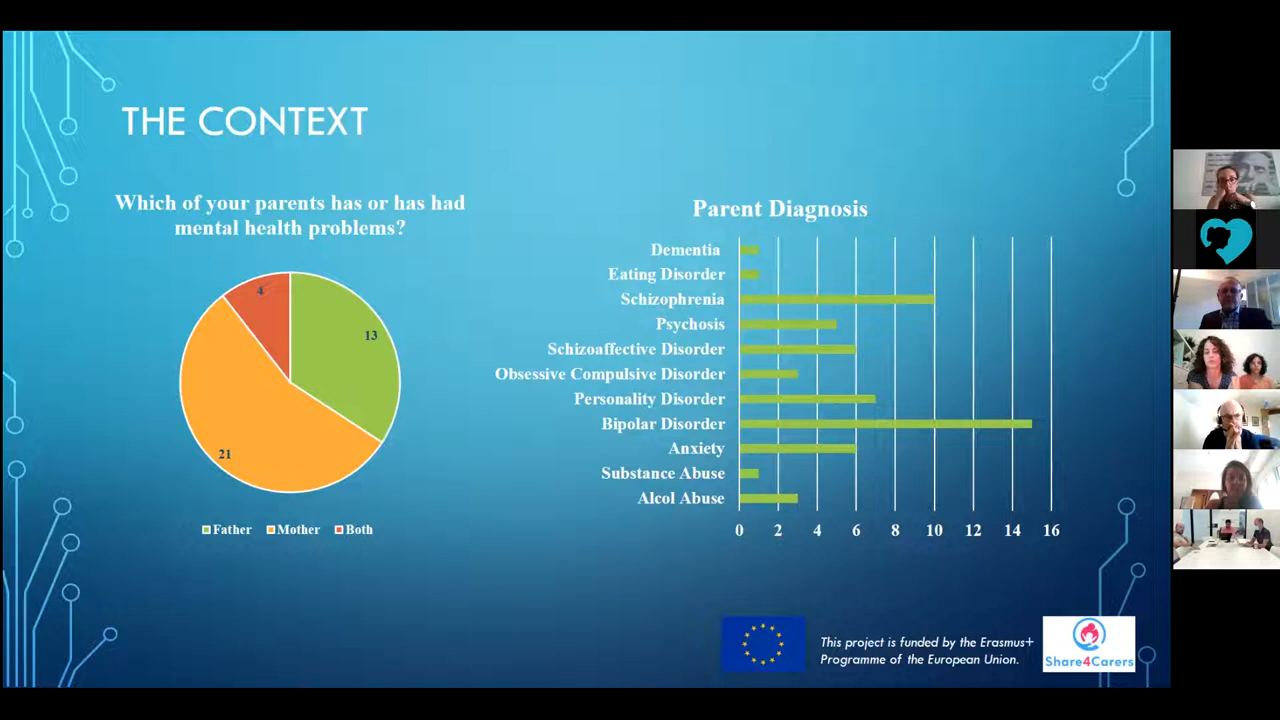 THE CONTEXT
Which of your parents has or has had
mental health problems?
4
13
21
Father Mother Both
Parent Diagnosis
Dementia
Eating Disorder
Schizophrenia
Psychosis
Schizoaffective Disorder
Obsessive Compulsive Disorder
Personality Disorder
Bipolar Disorder
Anxiety
Substance Abuse
Alcol Abuse
0 2 4 6 8 10 12 14 16
This project is funded by the Erasmus+
Programme of the European Union.
Share4Carers